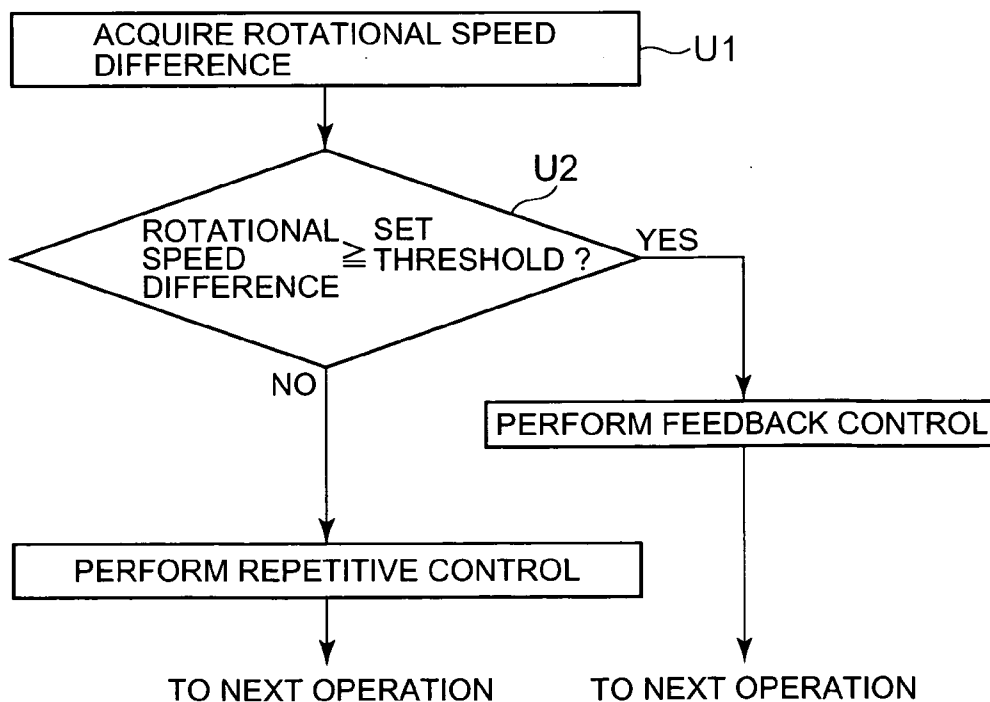 ACQUIRE ROTATIONAL SPEED
DIFFERENCE
U1
U2
ROTATIONAL
SPEED
DIFFERENCE
≧
SET
THRESHOLD ?
YES
NO
PERFORM FEEDBACK CONTROL
PERFORM REPETITIVE CONTROL
TO NEXT OPERATION
TO NEXT OPERATION